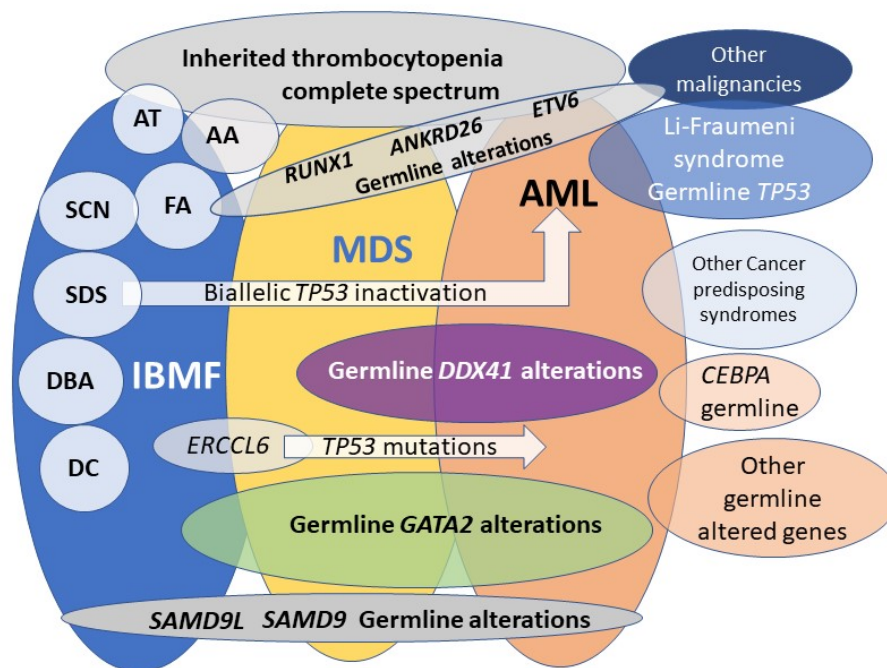 Inherited thrombocytopenia
complete spectrum
Other
malignancies
AT
AA
RUNX1 ANKRD26 ETV6
Germline alterations
Li-Fraumeni
syndrome
Germline TP53
SCN
FA
AML
MDS
Other Cancer
predisposing
syndromes
SDS
Biallelic TP53 inactivation
DBA
IBMF
Germline DDX41 alterations
CEBPA
germline
ERCCL6
TP53 mutations
DC
Other
germline
altered genes
Germline GATA2 alterations
SAMD9L SAMD9 Germline alterations